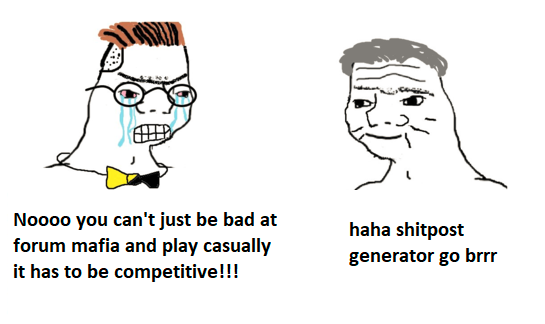 Noooo you can't just be bad at
forum mafia and play casually
it has to be competitive!!!
haha shitpost
generator go brrr